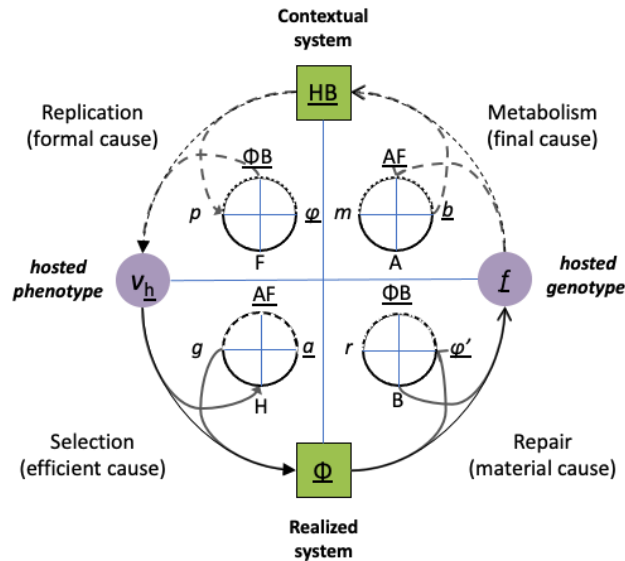 Contextual
system
HB
Replication
(formal cause)
Metabolism
(final cause)
ΦB
p
φ
F
AF
m
b
A
hosted
phenotype
νh
f
hosted
genotype
AF
g
a
H
ΦB
r
φ'
B
Selection
(efficient cause)
Φ
Repair
(material cause)
Realized
system